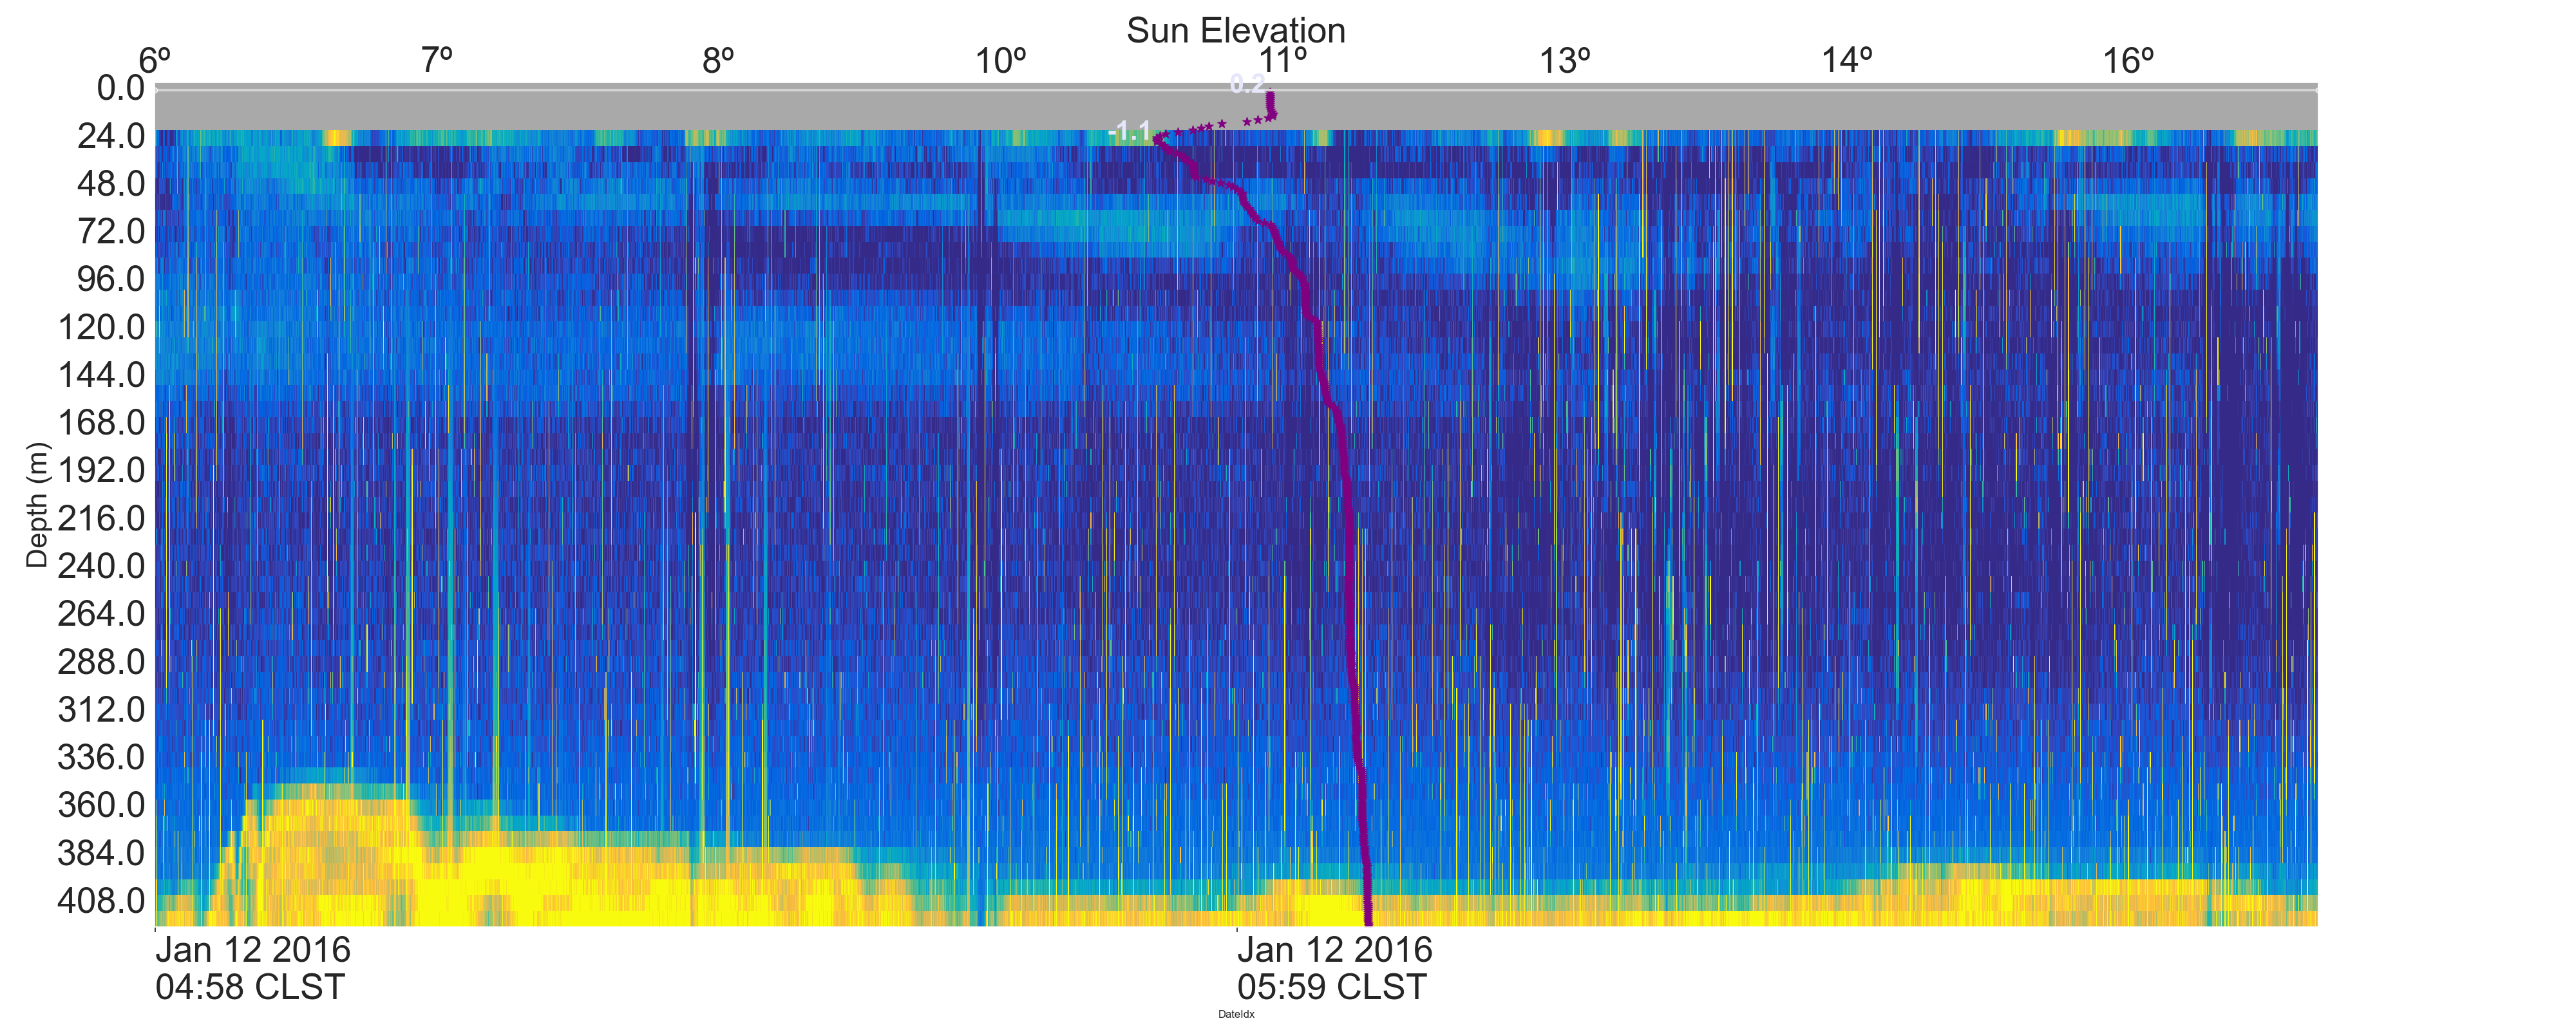 Sun Elevation
6º 7º 8º 10º 11º 13º 14º 16º
0.2
-1.1
0.0
24.0
48.0
72.0
96.0
120.0
144.0
168.0
192.0
216.0
240.0
264.0
288.0
312.0
336.0
360.0
384.0
408.0
Depth (m)
Jan 12 2016
04:58 CLST
Jan 12 2016
05:59 CLST
DateIdx